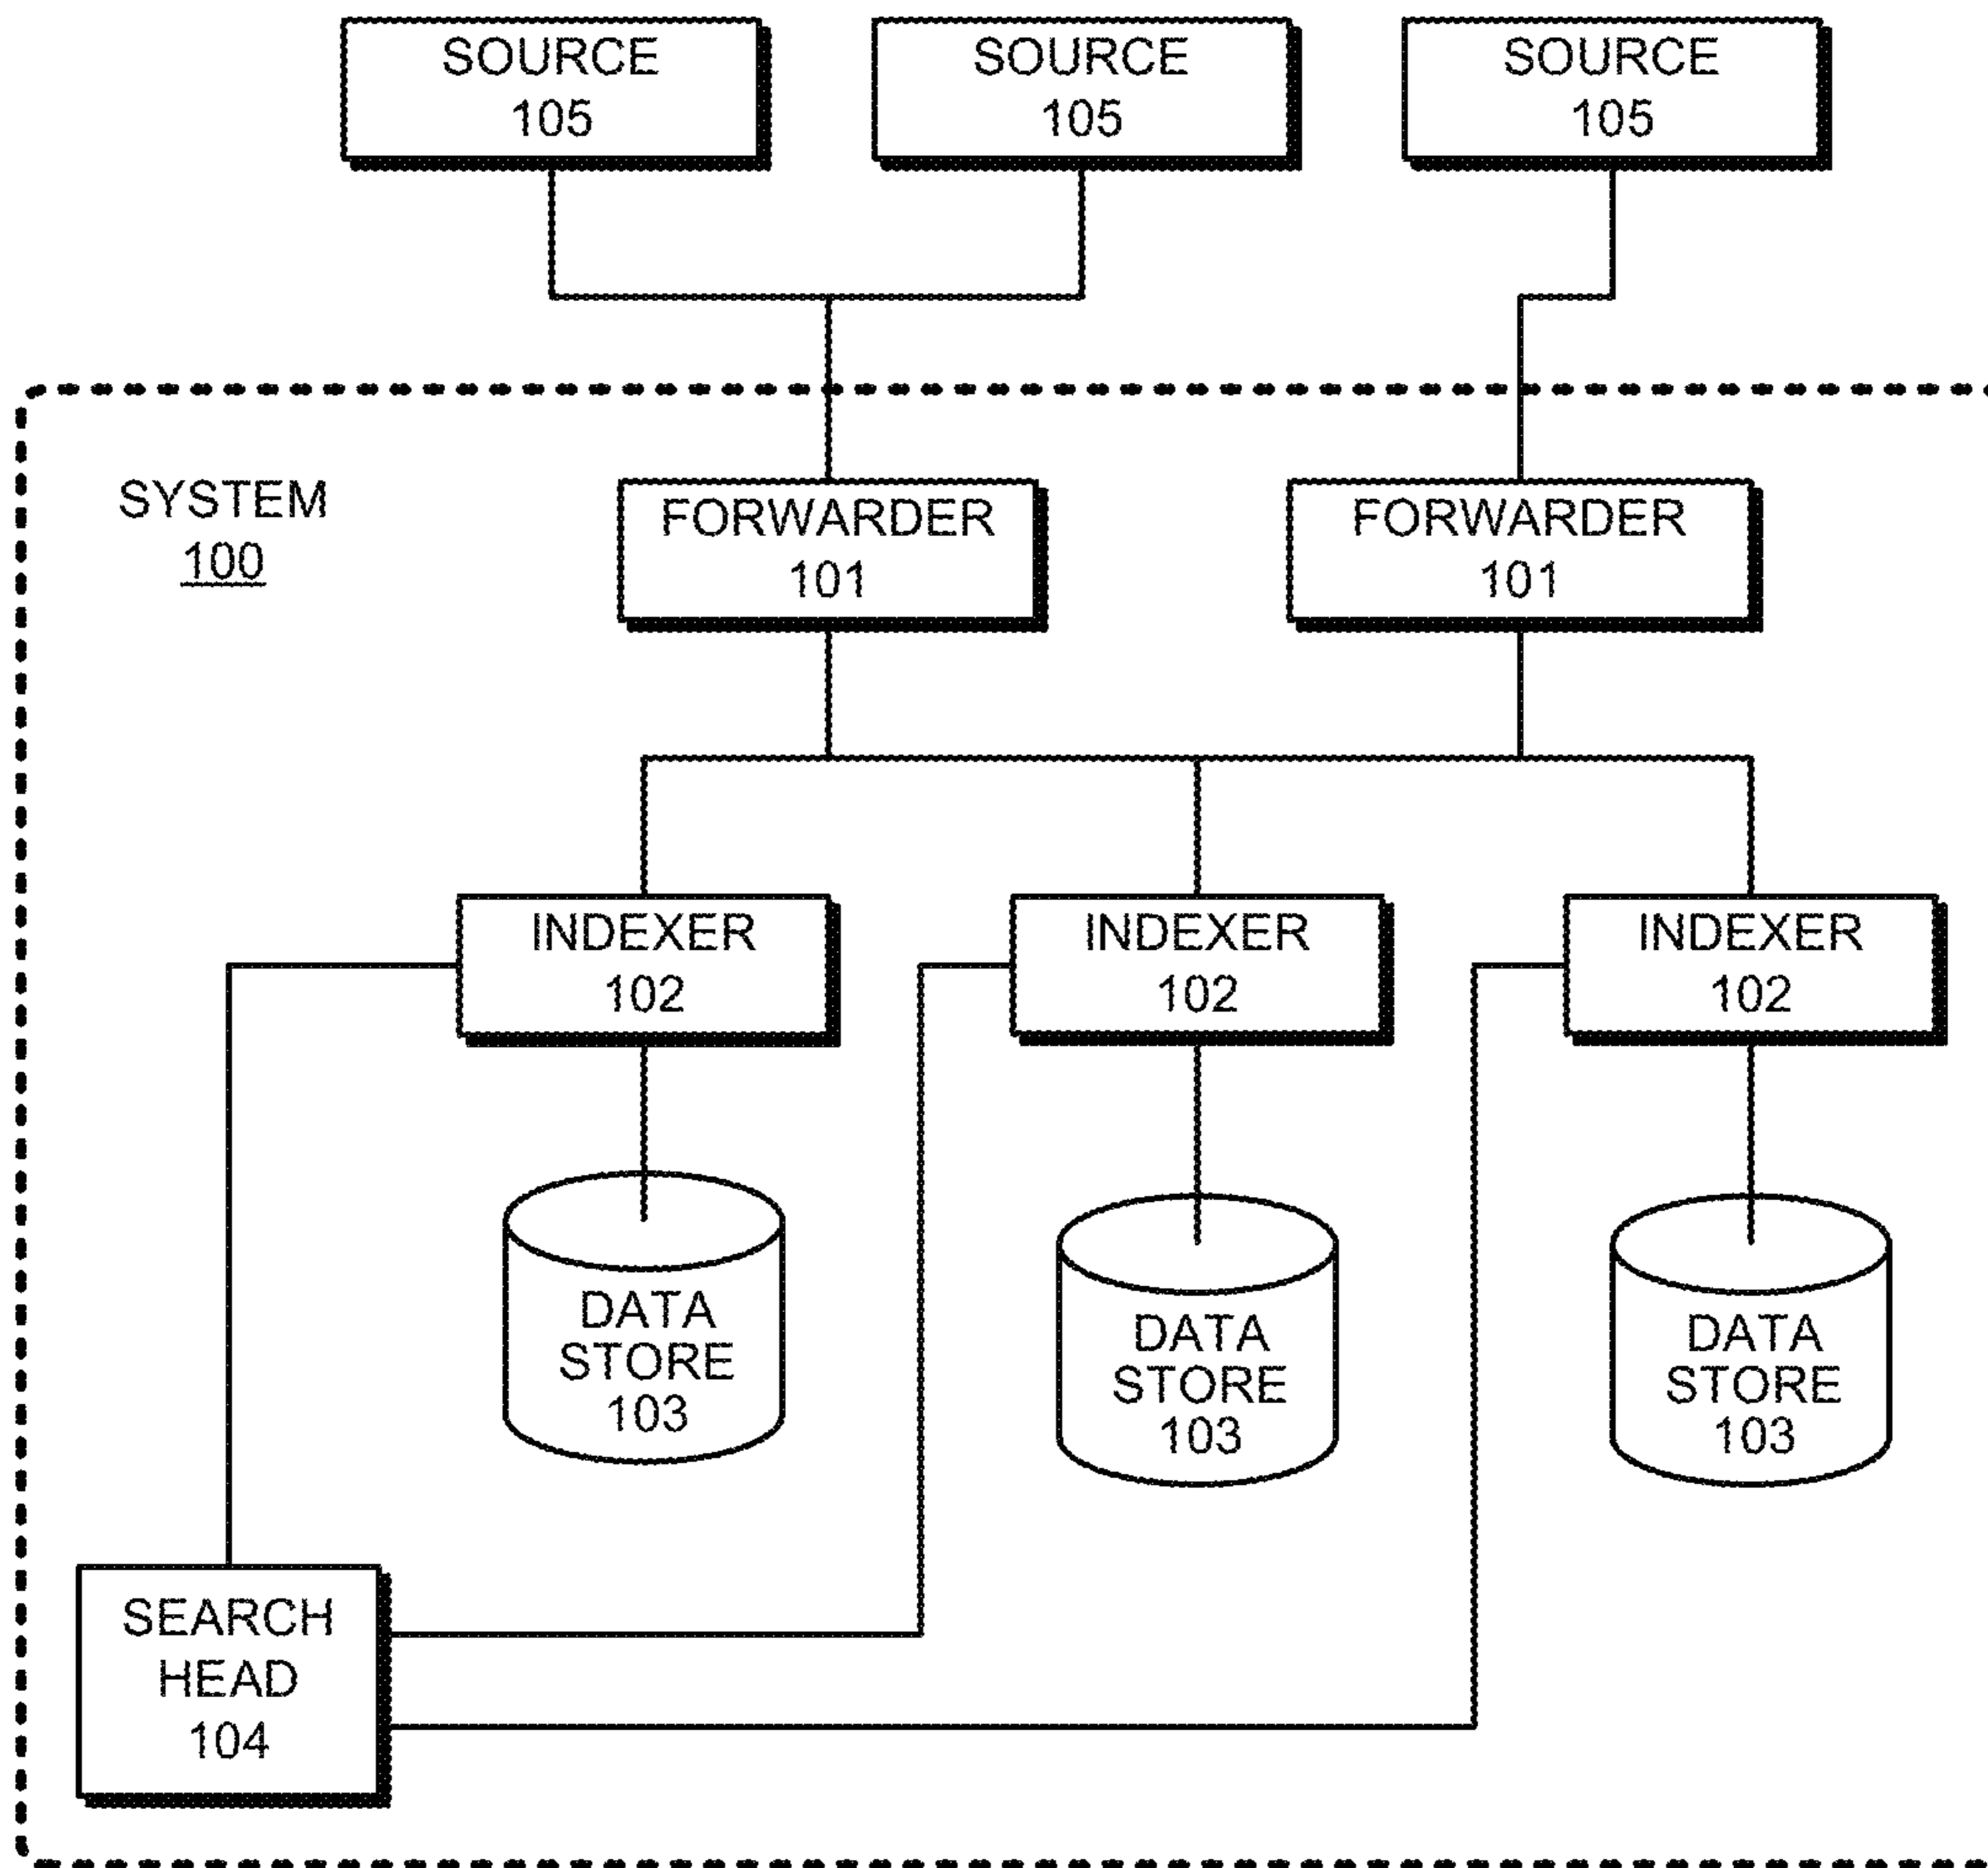 SOURCE
105
SOURCE
105
SOURCE
105
SYSTEM
100
FORWARDER
101
FORWARDER
101
INDEXER
102
INDEXER
102
INDEXER
102
DATA
STORE
103
DATA
STORE
103
DATA
STORE
103
SEARCH
HEAD
104